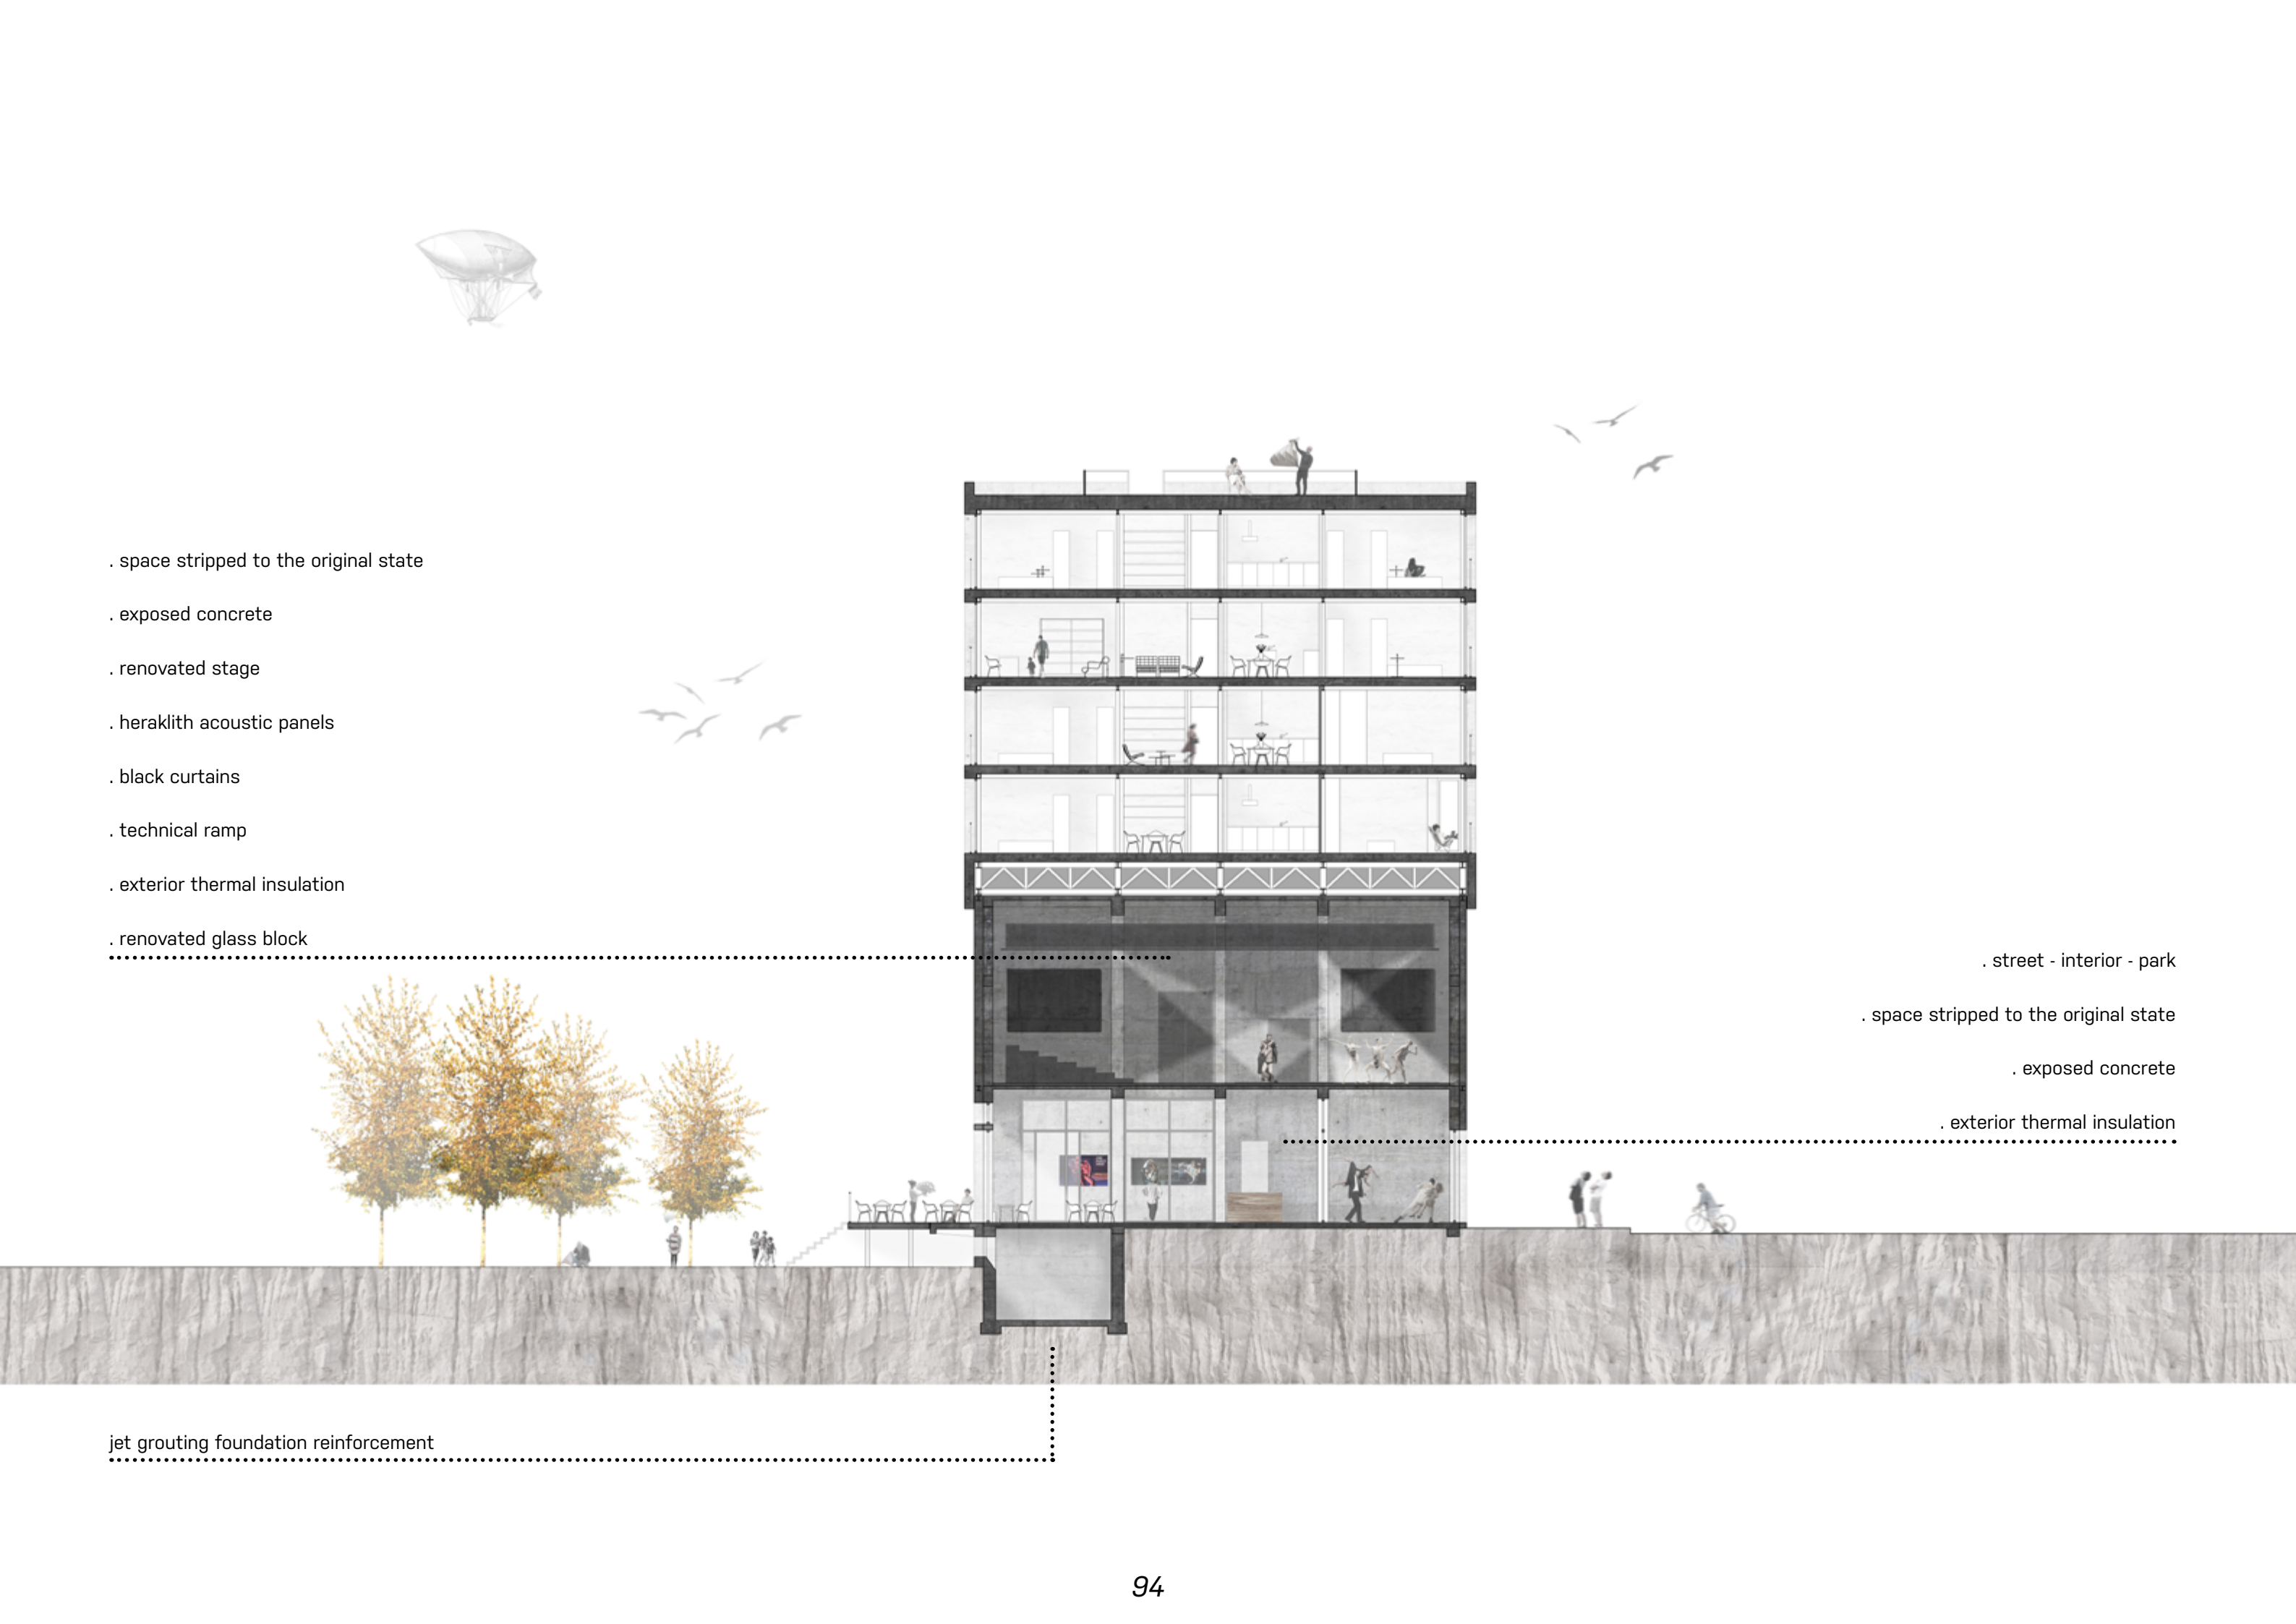 . space stripped to the original state
. exposed concrete
. renovated stage
. heraklith acoustic panels
. black curtains
. technical ramp
. exterior thermal insulation
. renovated glass block
. street - interior - park
. space stripped to the original state
. exposed concrete
. exterior thermal insulation
jet grouting foundation reinforcement
94